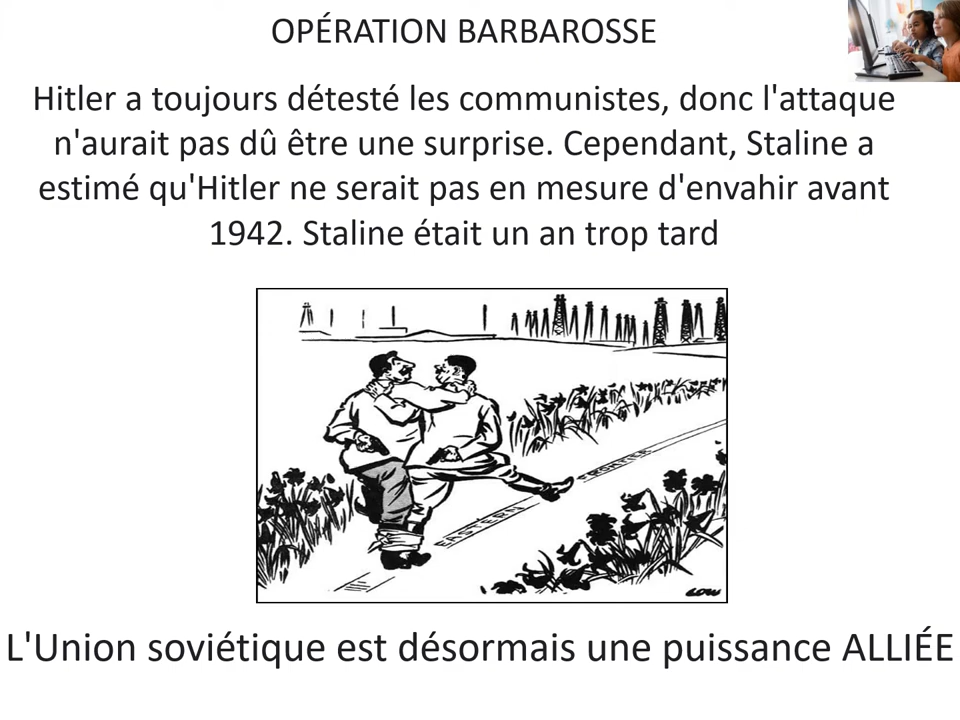 OPÉRATION BARBAROSSE
Hitler a toujours détesté les communistes, donc l'attaque
n'aurait pas dû être une surprise. Cependant, Staline a
estimé qu'Hitler ne serait pas en mesure d'envahir avant
1942. Staline était un an trop tard
EASTERN FRONTIER
LOW
L'Union soviétique est désormais une puissance ALLIÉE